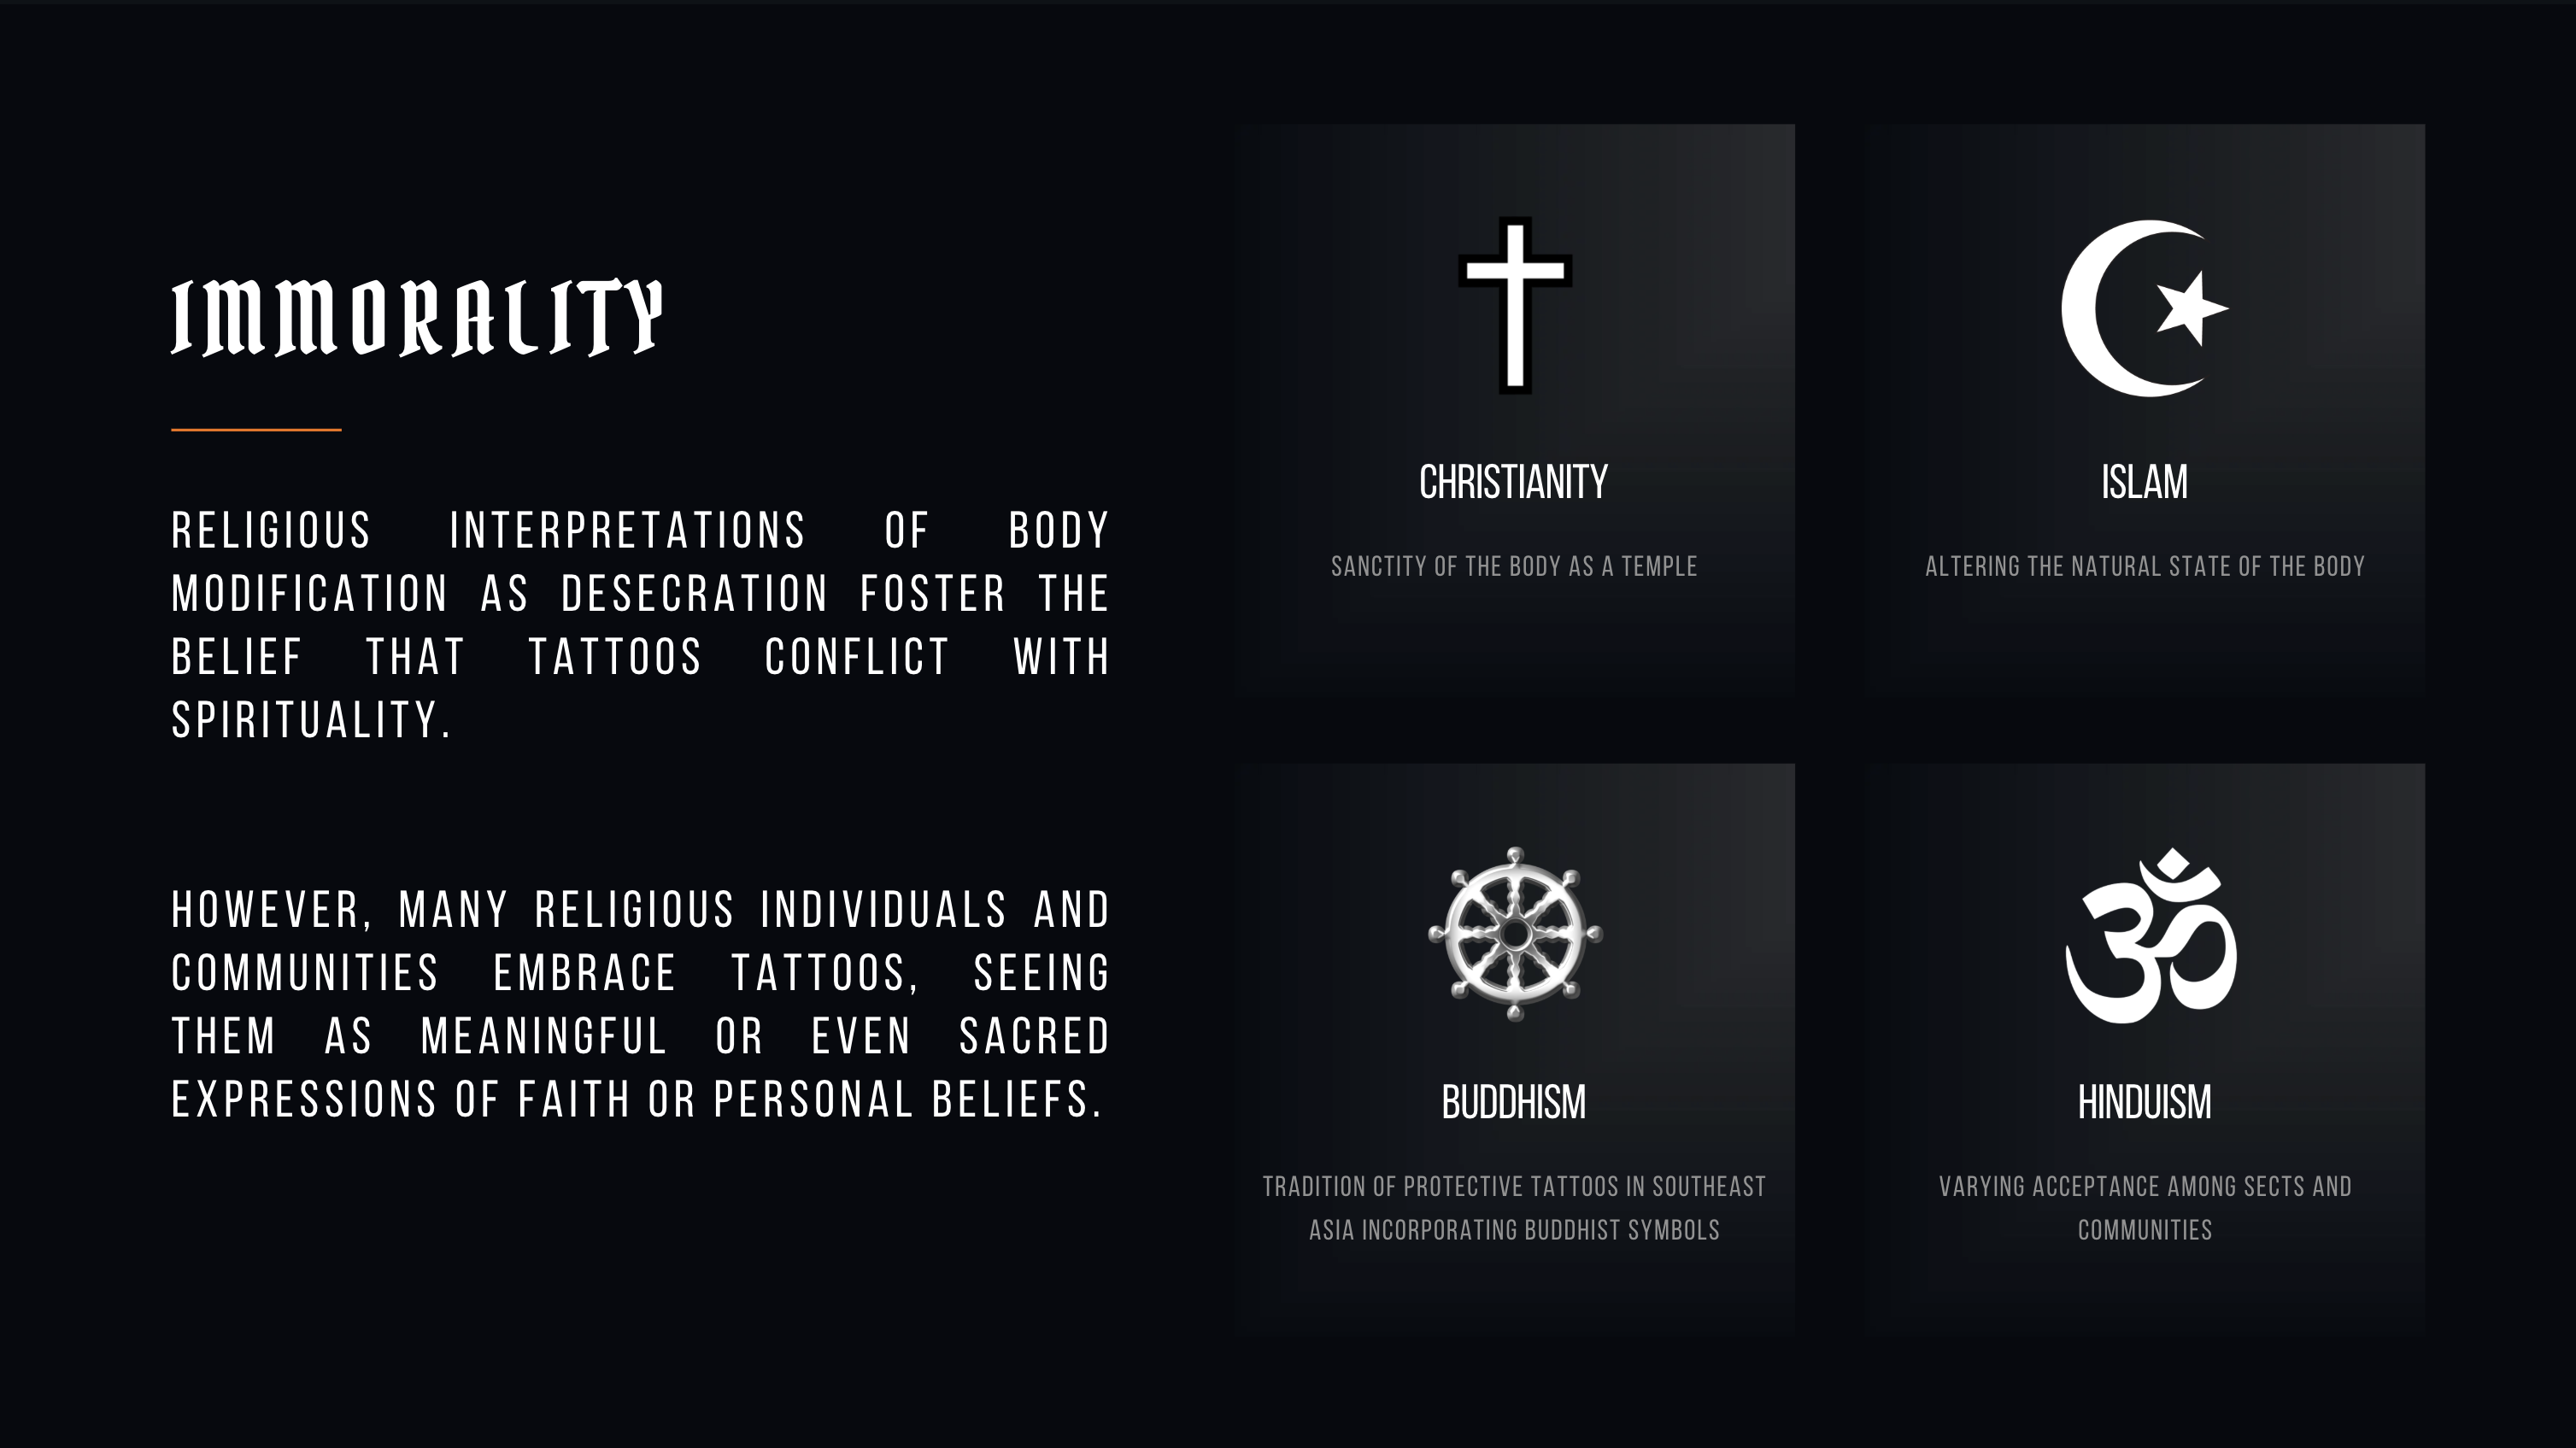 IMMORALITY
RELIGIOUS INTERPRETATIONS OF BODY
MODIFICATION AS DESECRATION FOSTER THE
BELIEF THAT TATTOOS CONFLICT WITH
SPIRITUALITY.
HOWEVER, MANY RELIGIOUS INDIVIDUALS AND
COMMUNITIES EMBRACE TATTOOS, SEEING
THEM AS MEANINGFUL OR EVEN SACRED
EXPRESSIONS OF FAITH OR PERSONAL BELIEFS.
CHRISTIANITY
SANCTITY OF THE BODY AS A TEMPLE
ISLAM
ALTERING THE NATURAL STATE OF THE BODY
BUDDHISM
TRADITION OF PROTECTIVE TATTOOS IN SOUTHEAST
ASIA INCORPORATING BUDDHIST SYMBOLS
ॐ
HINDUISM
VARYING ACCEPTANCE AMONG SECTS AND
COMMUNITIES